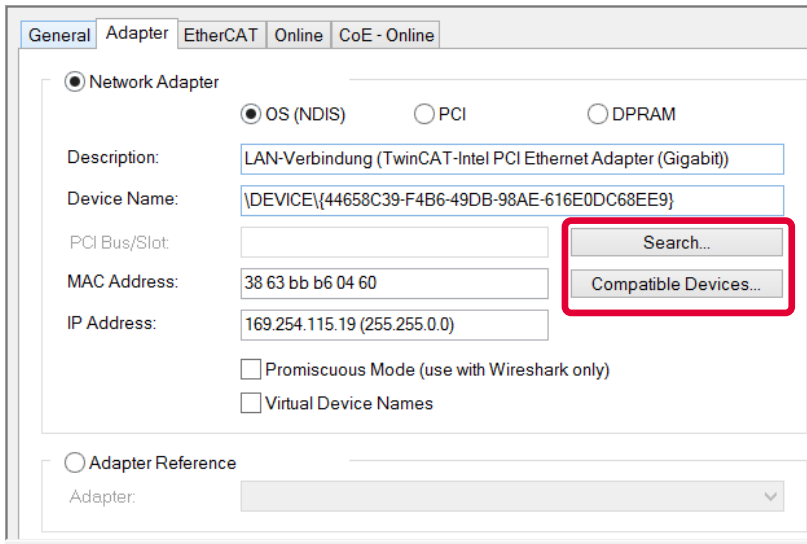 General Adapter EtherCAT Online CoE - Online
Network Adapter
OS (NDIS) PCI DPRAM
Description: LAN-Verbindung (TwinCAT-Intel PCI Ethernet Adapter (Gigabit))
Device Name: \DEVICE\{44658C39-F4B6-49DB-98AE-616E0DC68EE9}
PCI Bus/Slot: Search...
MAC Address: 38 63 bb b6 04 60 Compatible Devices...
IP Address: 169.254.115.19 (255.255.0.0)
Promiscuous Mode (use with Wireshark only)
Virtual Device Names
Adapter Reference
Adapter: